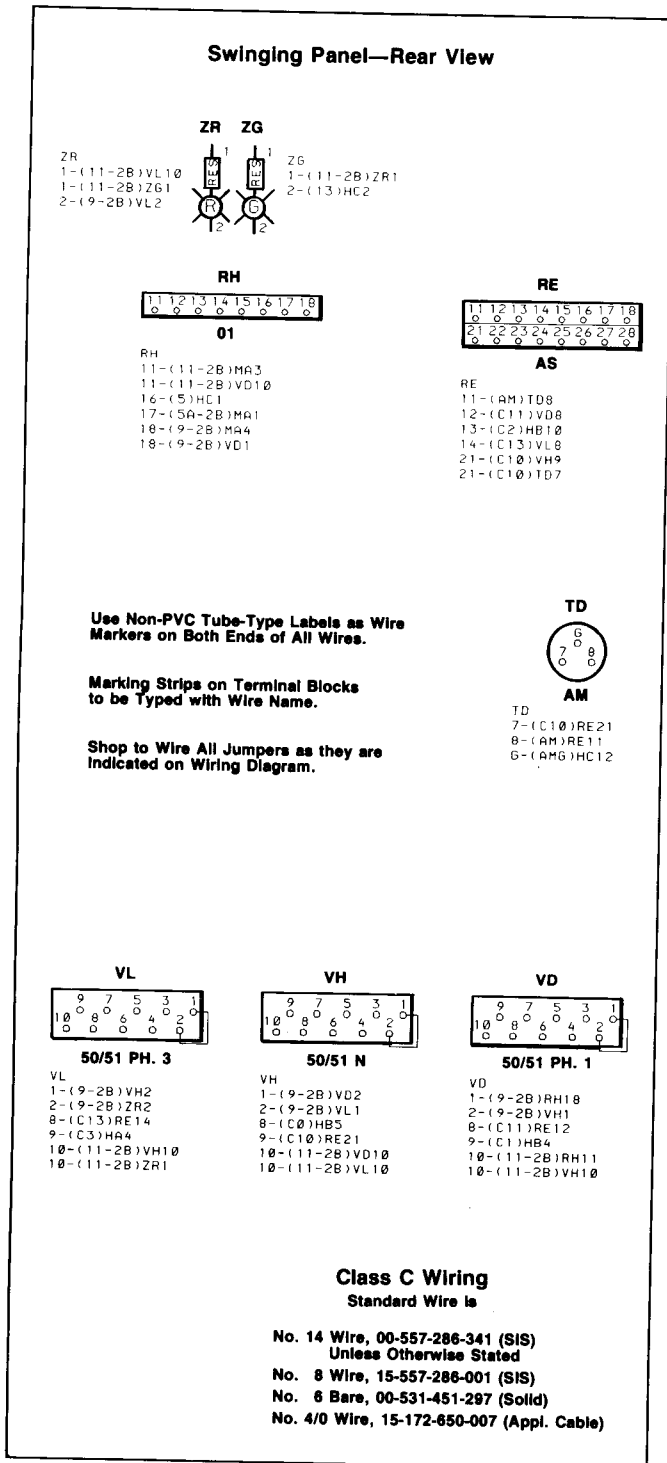 Swinging Panel—Rear View
ZR ZG
ZR
1-(11-2B)VL10
1-(11-2B)ZG1
2-(9-2B)VL2
1
RES
R
2
1
RES
G
2
ZG
1-(11-2B)ZR1
2-(13)HC2
RH
11 12 13 14 15 16 17 18
01
RH
11-(11-2B)MA3
11-(11-2B)VD10
16-(5)HC1
17-(5A-2B)MA1
18-(9-2B)MA4
18-(9-2B)VD1
RE
11 12 13 14 15 16 17 18
21 22 23 24 25 26 27 28
AS
RE
11-(AM)TD8
12-(C11)VD8
13-(C2)HB10
14-(C13)VL8
21-(C10)VH9
21-(C10)TD7
Use Non-PVC Tube-Type Labels as Wire
Markers on Both Ends of All Wires.
Marking Strips on Terminal Blocks
to be Typed with Wire Name.
Shop to Wire All Jumpers as they are
Indicated on Wiring Diagram.
TD
G
7 8
AM
TD
7-(C10)RE21
8-(AM)RE11
G-(AMG)HC12
VL
9 7 5 3 1
10 8 6 4 2
50/51 PH. 3
VL
1-(9-2B)VH2
2-(9-2B)ZR2
8-(C13)RE14
9-(C3)HA4
10-(11-2B)VH10
10-(11-2B)ZR1
VH
9 7 5 3 1
10 8 6 4 2
50/51 N
VH
1-(9-2B)VD2
2-(9-2B)VL1
8-(C0)HB5
9-(C10)RE21
10-(11-2B)VD10
10-(11-2B)VL10
VD
9 7 5 3 1
10 8 6 4 2
50/51 PH. 1
VD
1-(9-2B)RH18
2-(9-2B)VH1
8-(C11)RE12
9-(C1)HB4
10-(11-2B)RH11
10-(11-2B)VH10
Class C Wiring
Standard Wire is
No. 14 Wire, 00-557-286-341 (SIS)
Unless Otherwise Stated
No. 8 Wire, 15-557-286-001 (SIS)
No. 6 Bare, 00-531-451-297 (Solid)
No. 4/0 Wire, 15-172-650-007 (Appl. Cable)